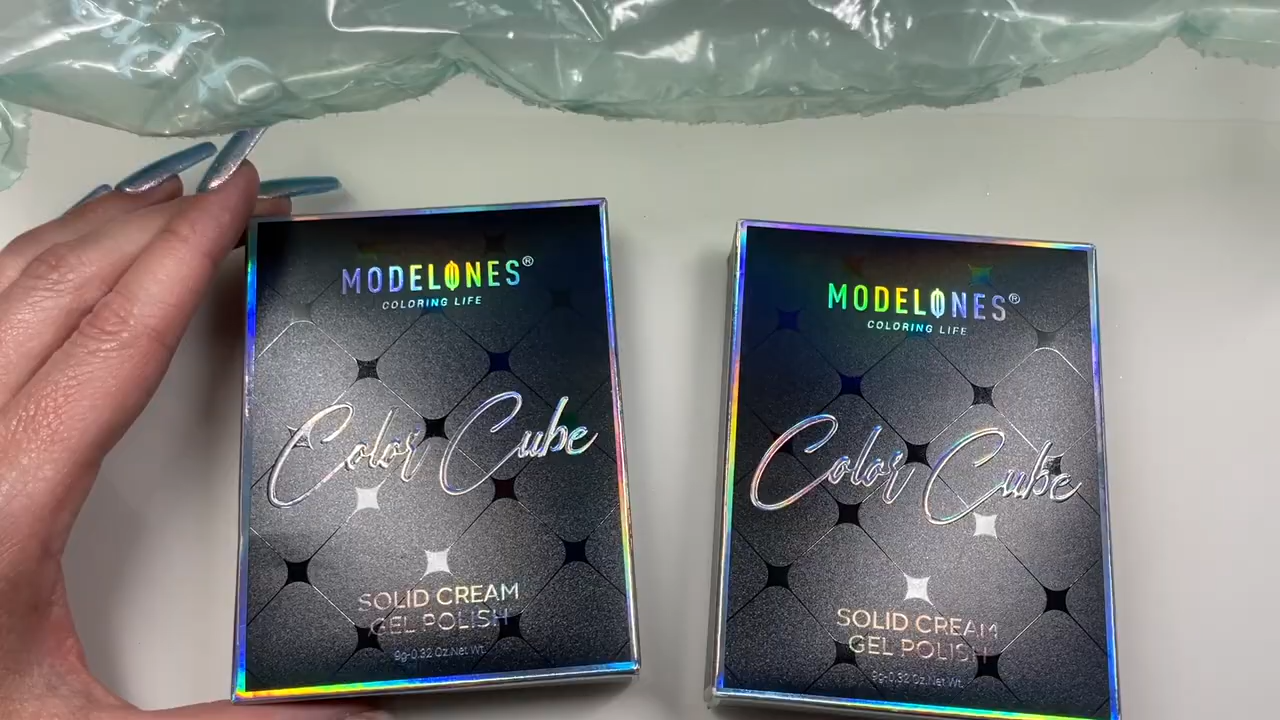 MODELONES®
COLORING LIFE
Color Cube
SOLID CREAM
GEL POLISH
9g-0.32 Oz.Net Wt.
MODELONES®
COLORING LIFE
Color Cube
SOLID CREAM
GEL POLISH
9g-0.32 Oz.Net Wt.